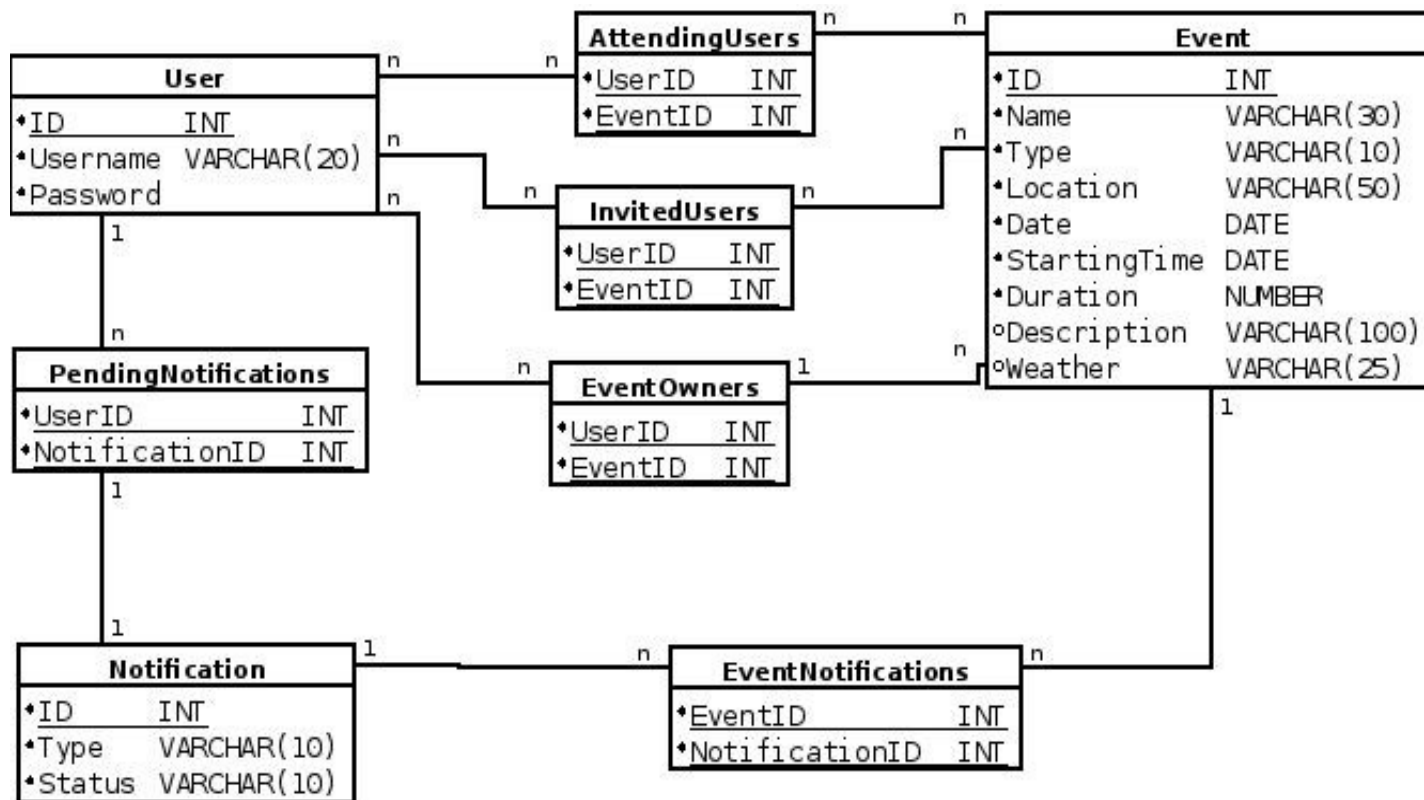 User
ID INT
Username VARCHAR(20)
Password
n
n
n
1
n
AttendingUsers
UserID INT
EventID INT
n
n
n
InvitedUsers
UserID INT
EventID INT
n
n
n
EventOwners
UserID INT
EventID INT
1
n
Event
ID INT
Name VARCHAR(30)
Type VARCHAR(10)
Location VARCHAR(50)
Date DATE
StartingTime DATE
Duration NUMBER
Description VARCHAR(100)
Weather VARCHAR(25)
1
n
PendingNotifications
UserID INT
NotificationID INT
1
1
Notification
ID INT
Type VARCHAR(10)
Status VARCHAR(10)
1
n
EventNotifications
EventID INT
NotificationID INT
n